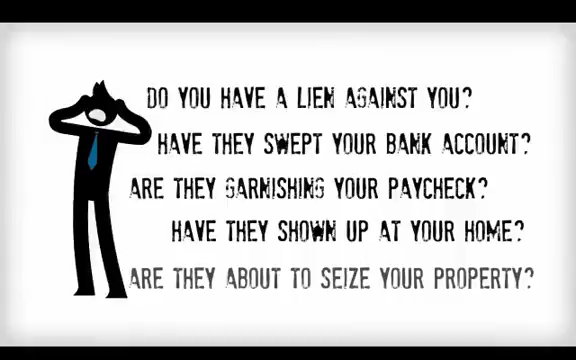 DO YOU HAVE A LIEN AGAINST YOU?
HAVE THEY SWEPT YOUR BANK ACCOUNT?
ARE THEY GARNISHING YOUR PAYCHECK?
HAVE THEY SHOWN UP AT YOUR HOME?
ARE THEY ABOUT TO SEIZE YOUR PROPERTY?